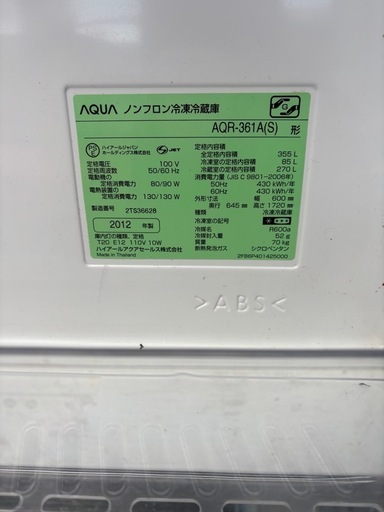 AQUA ノンフロン冷凍冷蔵庫
AQR-361A(S) 形
PS E
ハイアールジャパン
ホールディングス株式会社
JET
定格電圧 100 V
定格周波数 50/60 Hz
電動機の
定格消費電力 80/90 W
電熱装置の
定格消費電力 130/130 W
製造番号 2TS36628
2012 年製
庫内灯の種類、定格
T20 E12 110V 10W
ハイアールアクアセールス株式会社
Made in Thailand
定格内容積
全定格内容積 355 L
冷凍室の定格内容積 85 L
冷蔵室の定格内容積 270 L
消費電力量 (JIS C 9801-2006年)
50Hz 430 kWh/年
60Hz 430 kWh/年
外形寸法 幅 600 mm
奥行 645 mm 高さ 1720 mm
種類 冷凍冷蔵庫
冷凍室の記号
冷媒 R600a
冷媒封入量 52 g
質量 70 kg
断熱発泡ガス シクロペンタン
2FB6P401425000
>ABS<